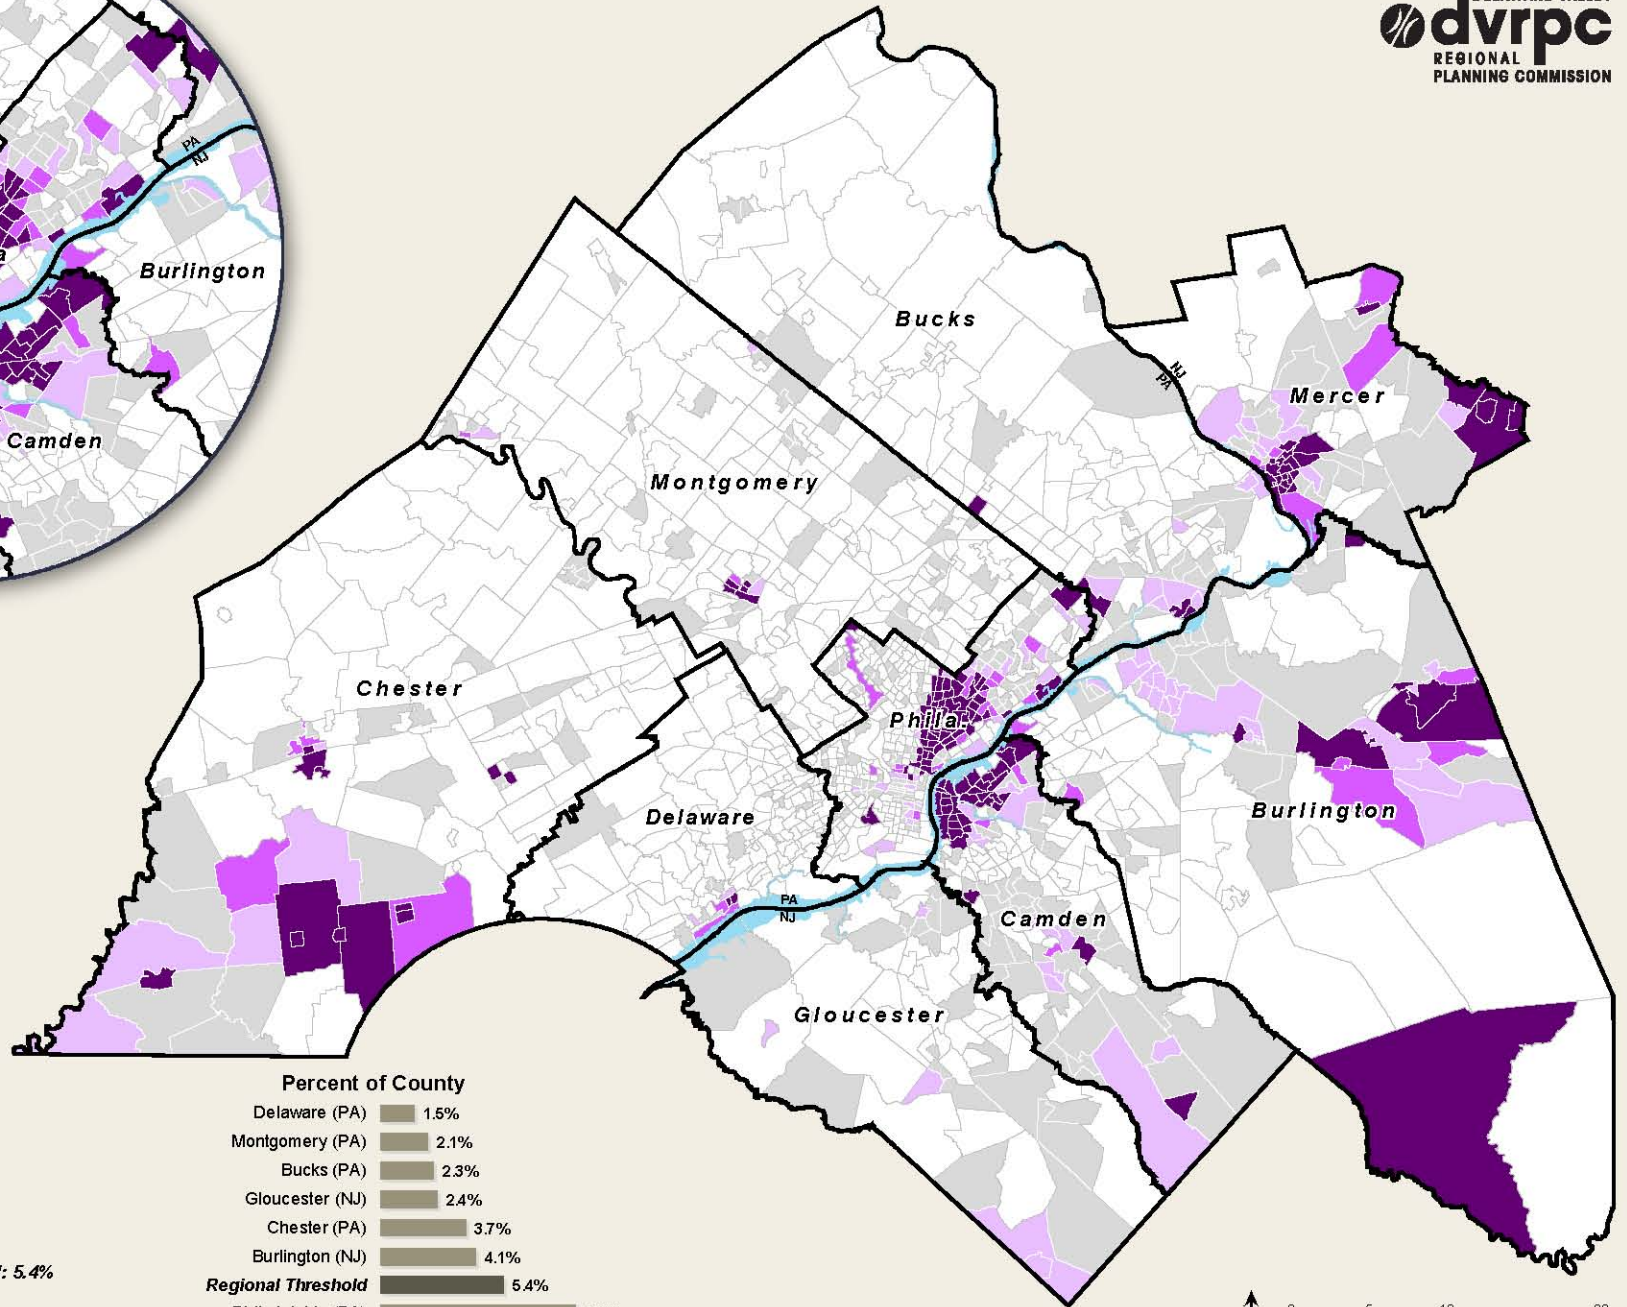 dvrpc
REGIONAL
PLANNING COMMISSION
PA
NJ
Burlington
Camden
Bucks
NJ
PA
Mercer
Montgomery
Chester
Phila.
Delaware
Burlington
PA
NJ
Camden
Gloucester
Percent of County
Delaware (PA) 1.5%
Montgomery (PA) 2.1%
Bucks (PA) 2.3%
Gloucester (NJ) 2.4%
Chester (PA) 3.7%
Burlington (NJ) 4.1%
: 5.4%
Regional Threshold 5.4%